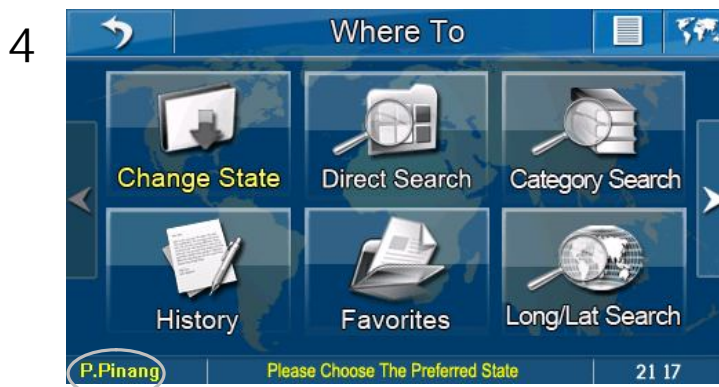 4
Where To
Change State
Direct Search
Category Search
History
Favorites
Long/Lat Search
P.Pinang
Please Choose The Preferred State
21 17